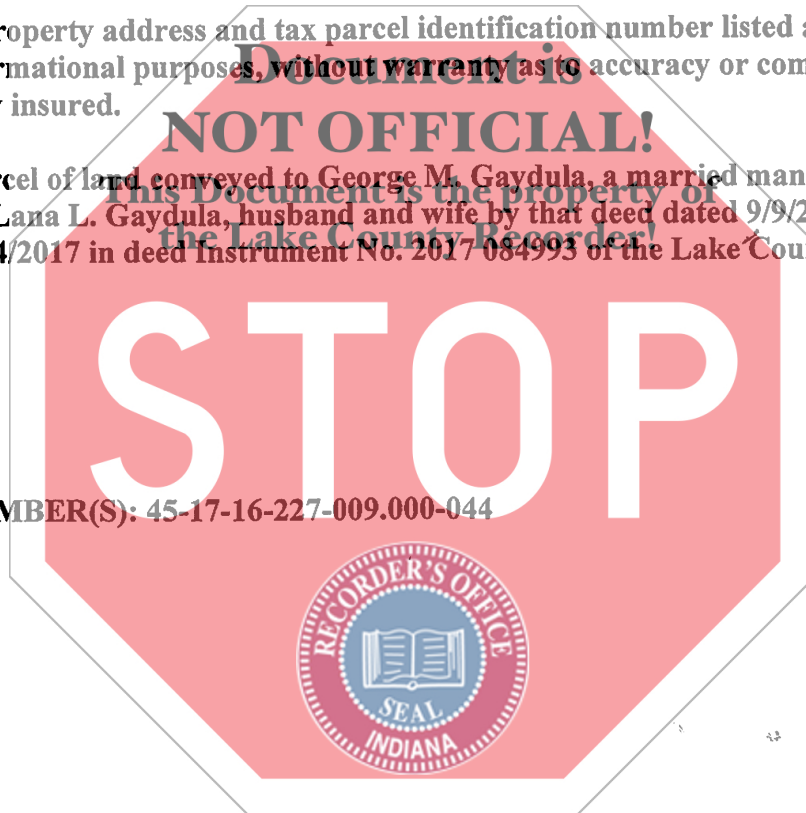 roperty address and tax parcel identification number listed a
rmational purposes, without warranty as to accuracy or com
Document is
insured.
NOT OFFICIAL!
rcel of land conveyed to George M. Gaydula, a married man
This Document is the property of
Lana L. Gaydula, husband and wife by that deed dated 9/9/2
the Lake County Recorder!
4/2017 in deed Instrument No. 2017 084993 of the Lake Cou
STOP
MBER(S): 45-17-16-227-009.000-044
RECORDER'S OFFICE
SEAL
INDIANA